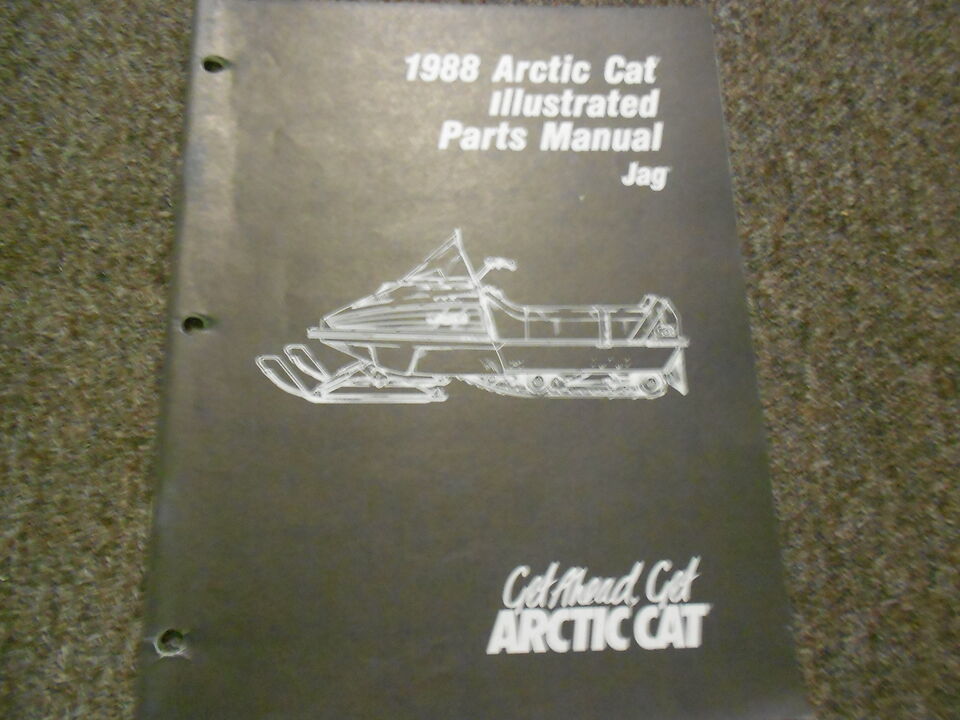 1988 Arctic Cat
Illustrated
Parts Manual
Jag
Get Ahead, Get
ARCTIC CAT